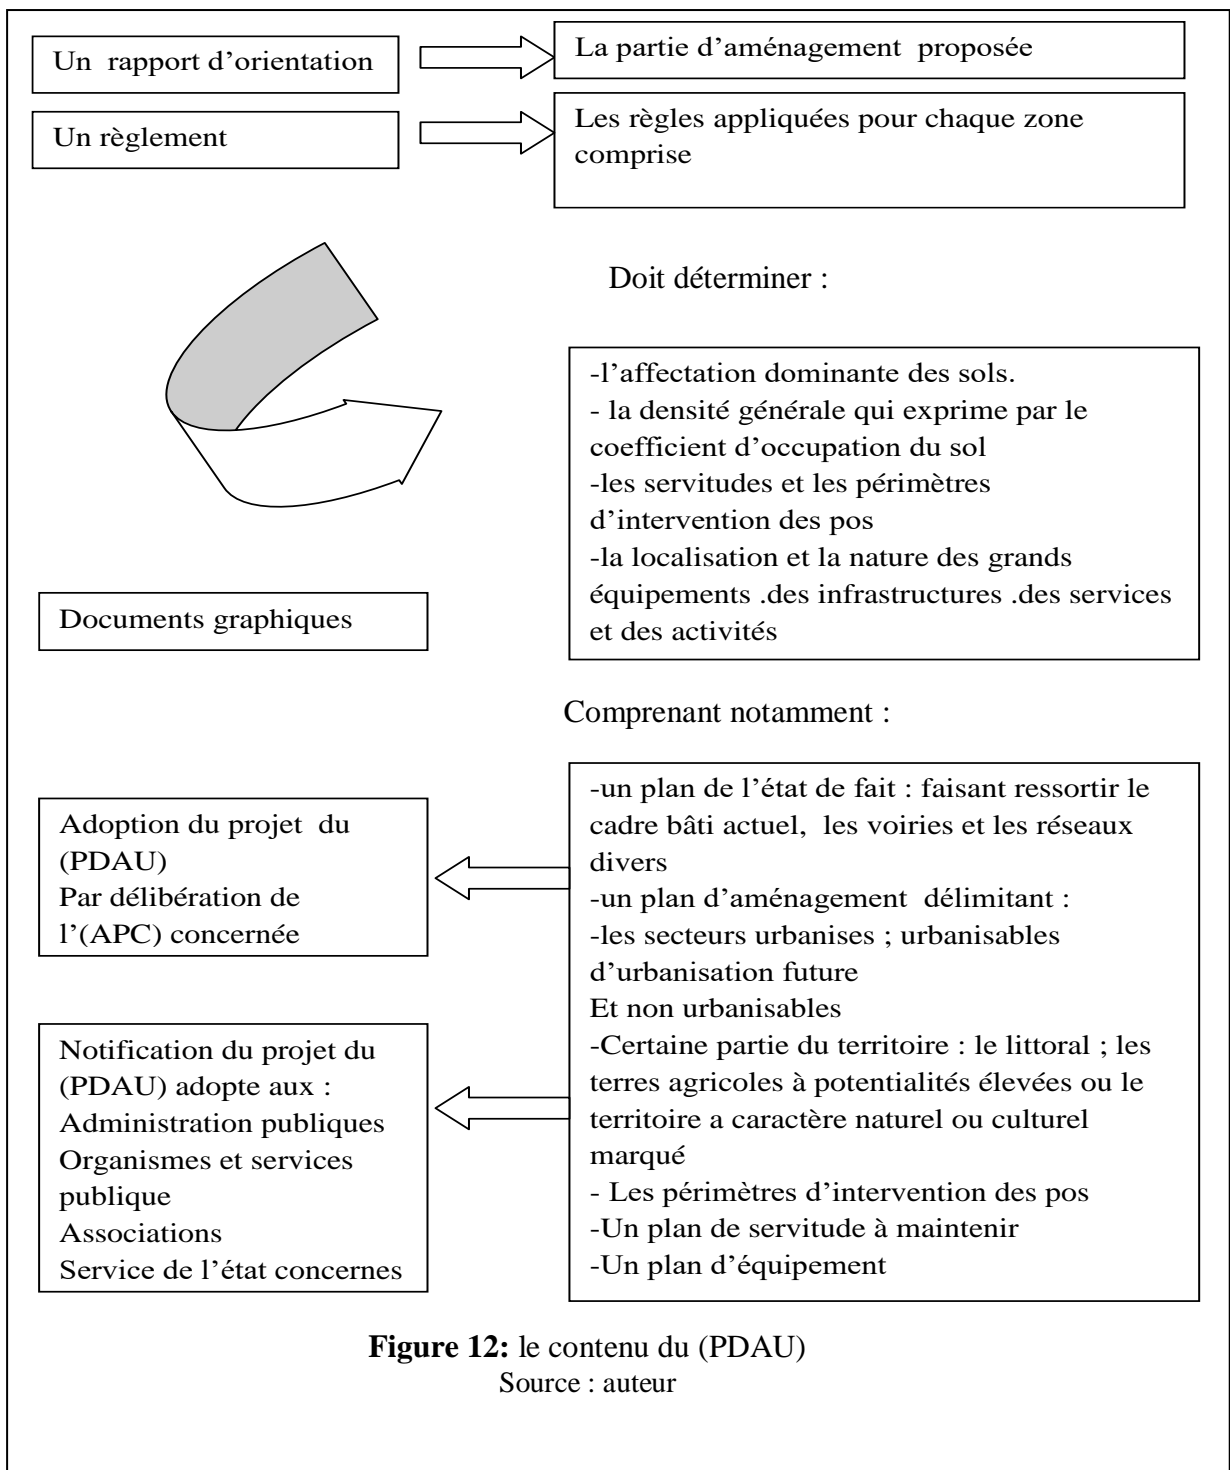 Un rapport d’orientation
La partie d’aménagement proposée
Un règlement
Les règles appliquées pour chaque zone
comprise
Doit déterminer :
-l’affectation dominante des sols.
- la densité générale qui exprime par le
coefficient d’occupation du sol
-les servitudes et les périmètres
d’intervention des pos
-la localisation et la nature des grands
équipements .des infrastructures .des services
et des activités
Documents graphiques
Comprenant notamment :
-un plan de l’état de fait : faisant ressortir le
cadre bâti actuel, les voiries et les réseaux
divers
-un plan d’aménagement délimitant :
-les secteurs urbanises ; urbanisables
d’urbanisation future
Et non urbanisables
-Certaine partie du territoire : le littoral ; les
terres agricoles à potentialités élevées ou le
territoire a caractère naturel ou culturel
marqué
- Les périmètres d’intervention des pos
-Un plan de servitude à maintenir
-Un plan d’équipement
Adoption du projet du
(PDAU)
Par délibération de
l’(APC) concernée
Notification du projet du
(PDAU) adopte aux :
Administration publiques
Organismes et services
publique
Associations
Service de l’état concernes
Figure 12: le contenu du (PDAU)
Source : auteur